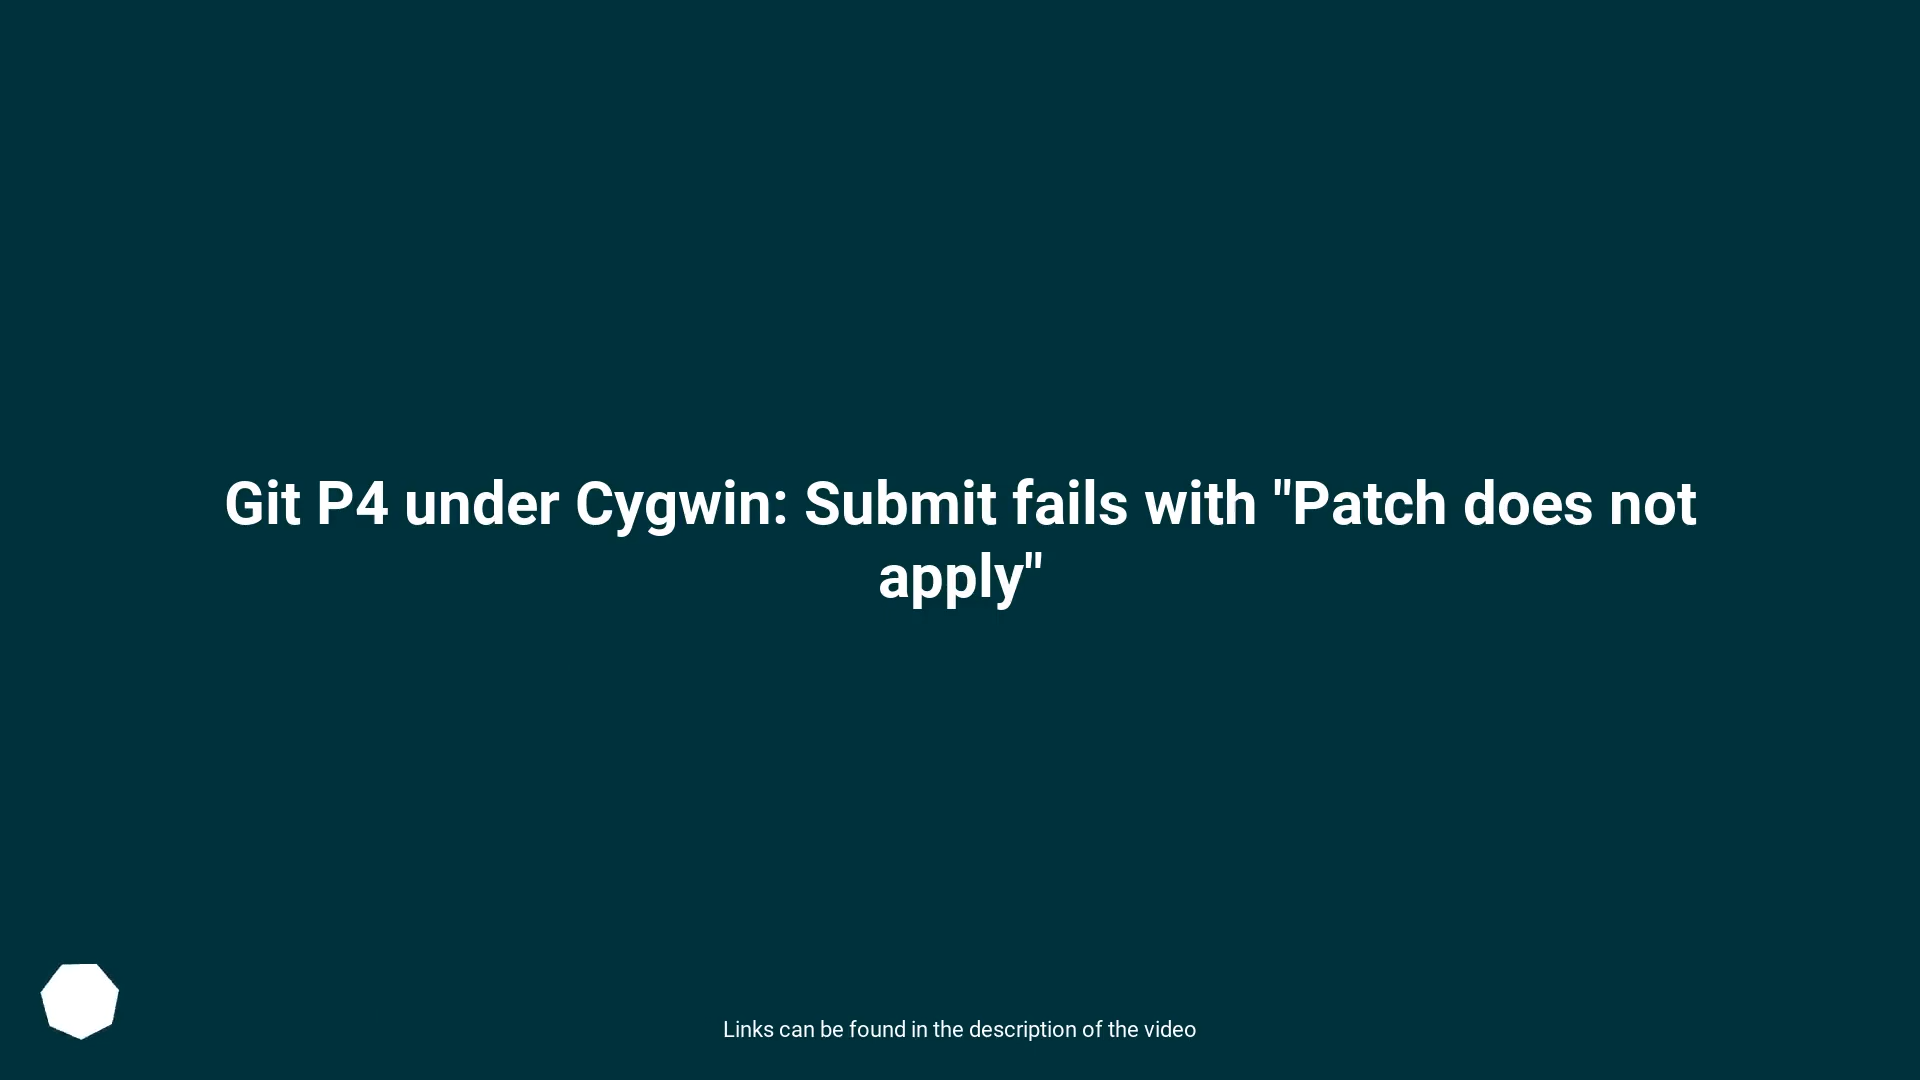 Git P4 under Cygwin: Submit fails with "Patch does not
apply"
Links can be found in the description of the video